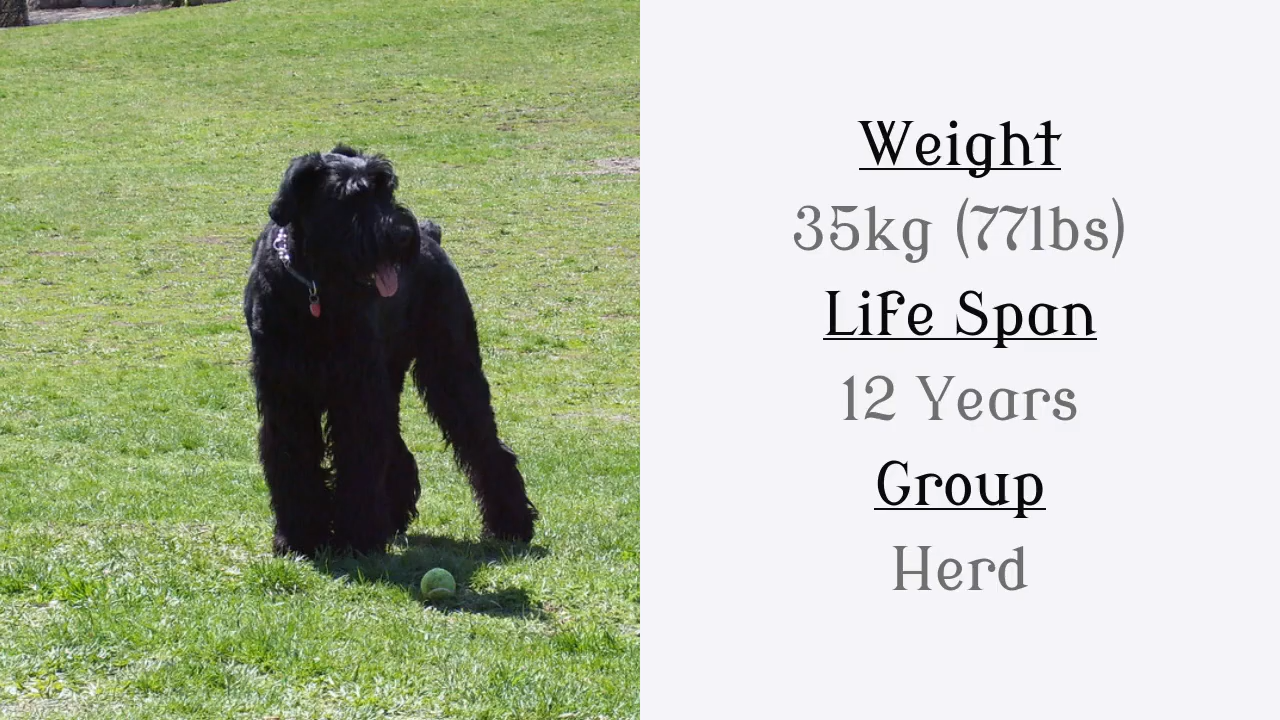 Weight
35kg (77lbs)
Life Span
12 Years
Group
Herd